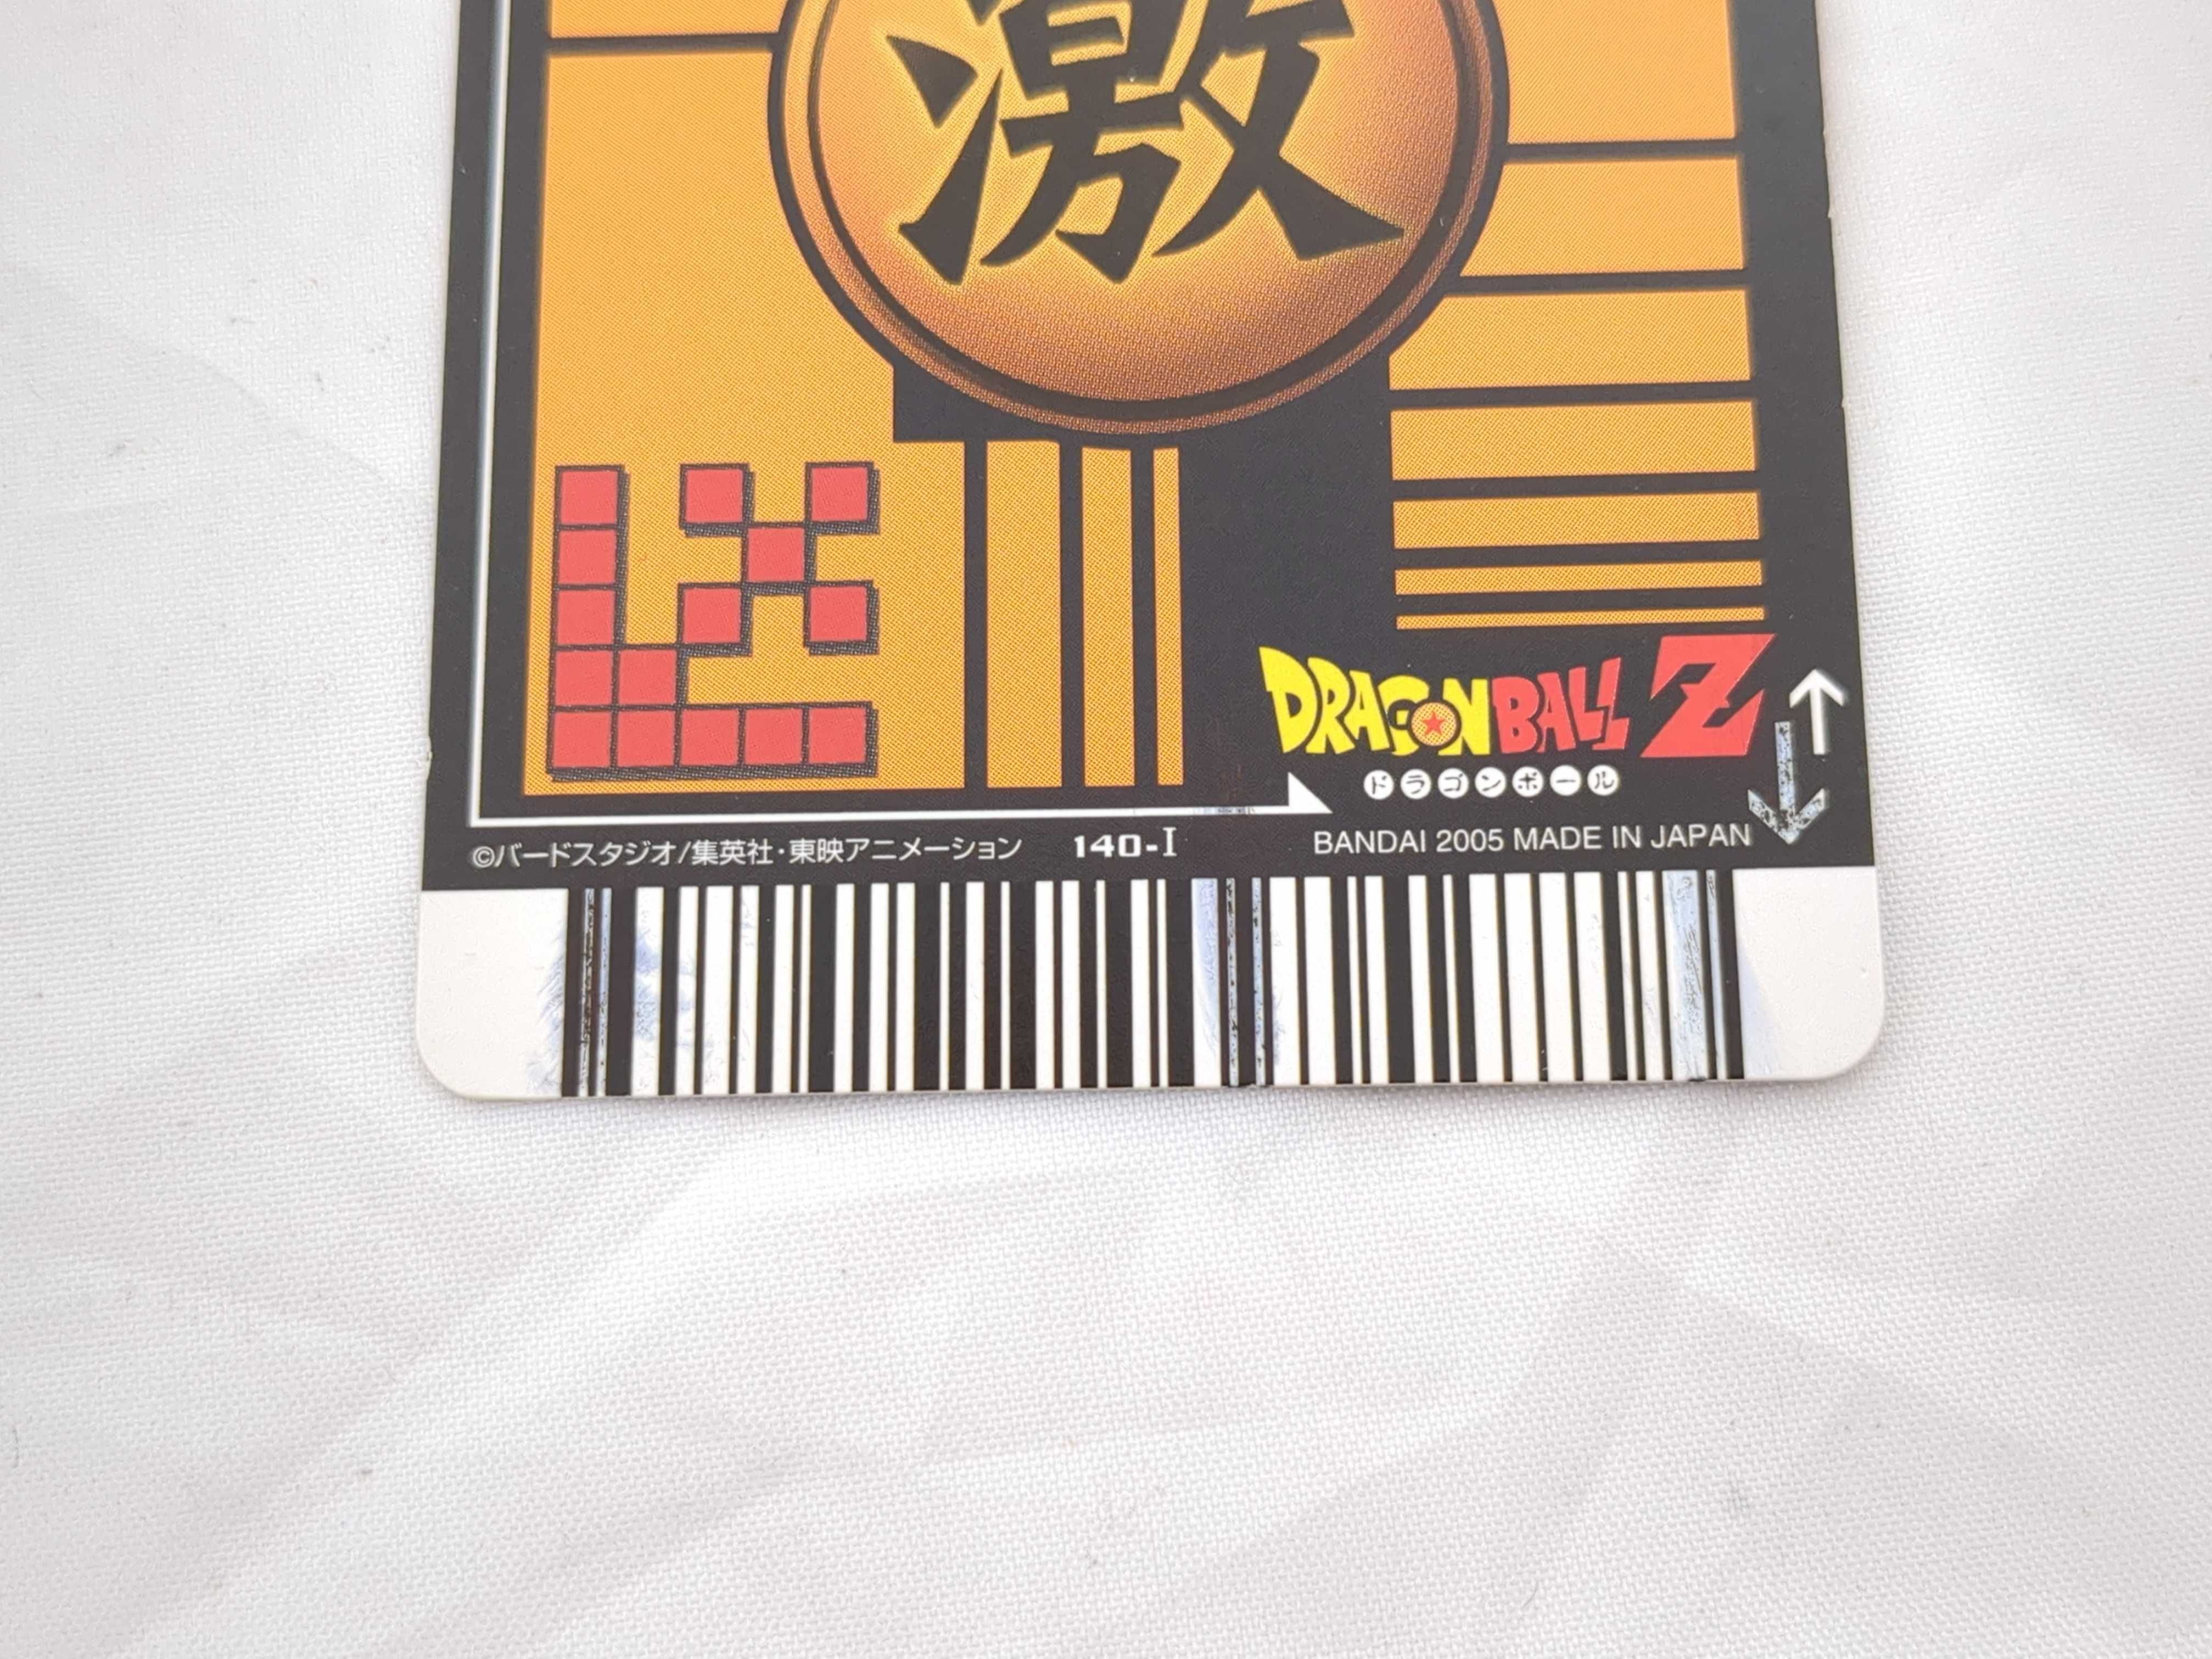 激
DRAGONBALL Z
ドラゴンボール
©バードスタジオ/集英社・東映アニメーション 140-I BANDAI 2005 MADE IN JAPAN